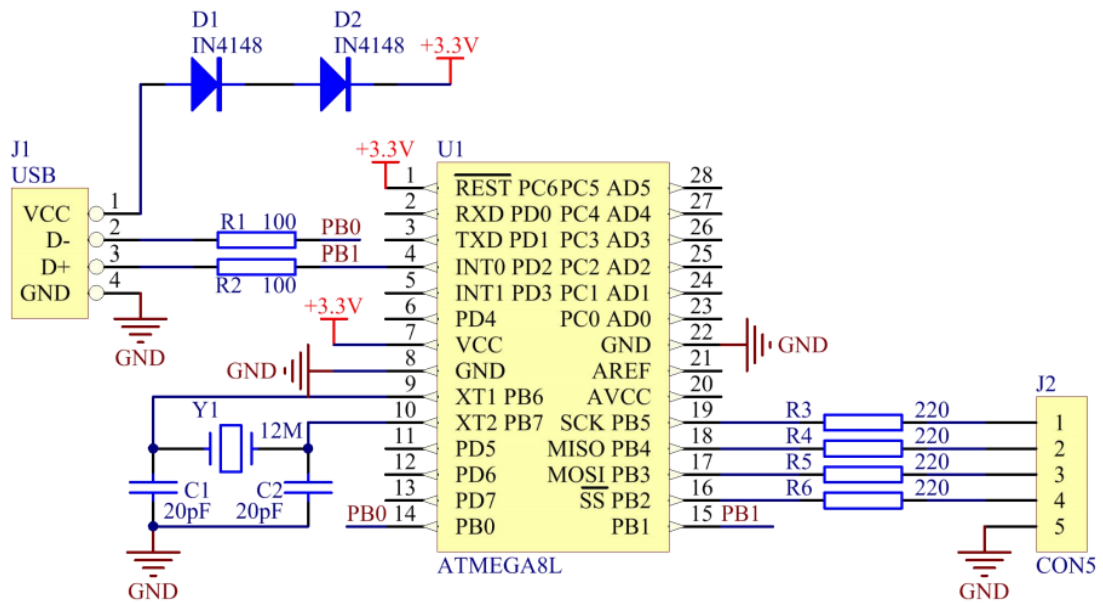 D1
IN4148
D2
IN4148
+3.3V
J1
USB
VCC 1
D- 2
D+ 3
GND 4
R1 100 PB0
R2 100 PB1
GND
+3.3V
U1
1 REST PC6 PC5 AD5 28
2 RXD PD0 PC4 AD4 27
3 TXD PD1 PC3 AD3 26
4 INT0 PD2 PC2 AD2 25
5 INT1 PD3 PC1 AD1 24
6 PD4 PC0 AD0 23
7 VCC GND 22
8 GND AREF 21
9 XT1 PB6 AVCC 20
10 XT2 PB7 SCK PB5 19
11 PD5 MISO PB4 18
12 PD6 MOSI PB3 17
13 PD7 SS PB2 16
14 PB0 PB1 15
ATMEGA8L
+3.3V
GND
GND
Y1
12M
C1
20pF
C2
20pF
GND
PB0
PB1
R3 220
R4 220
R5 220
R6 220
J2
1
2
3
4
5
CON5
GND